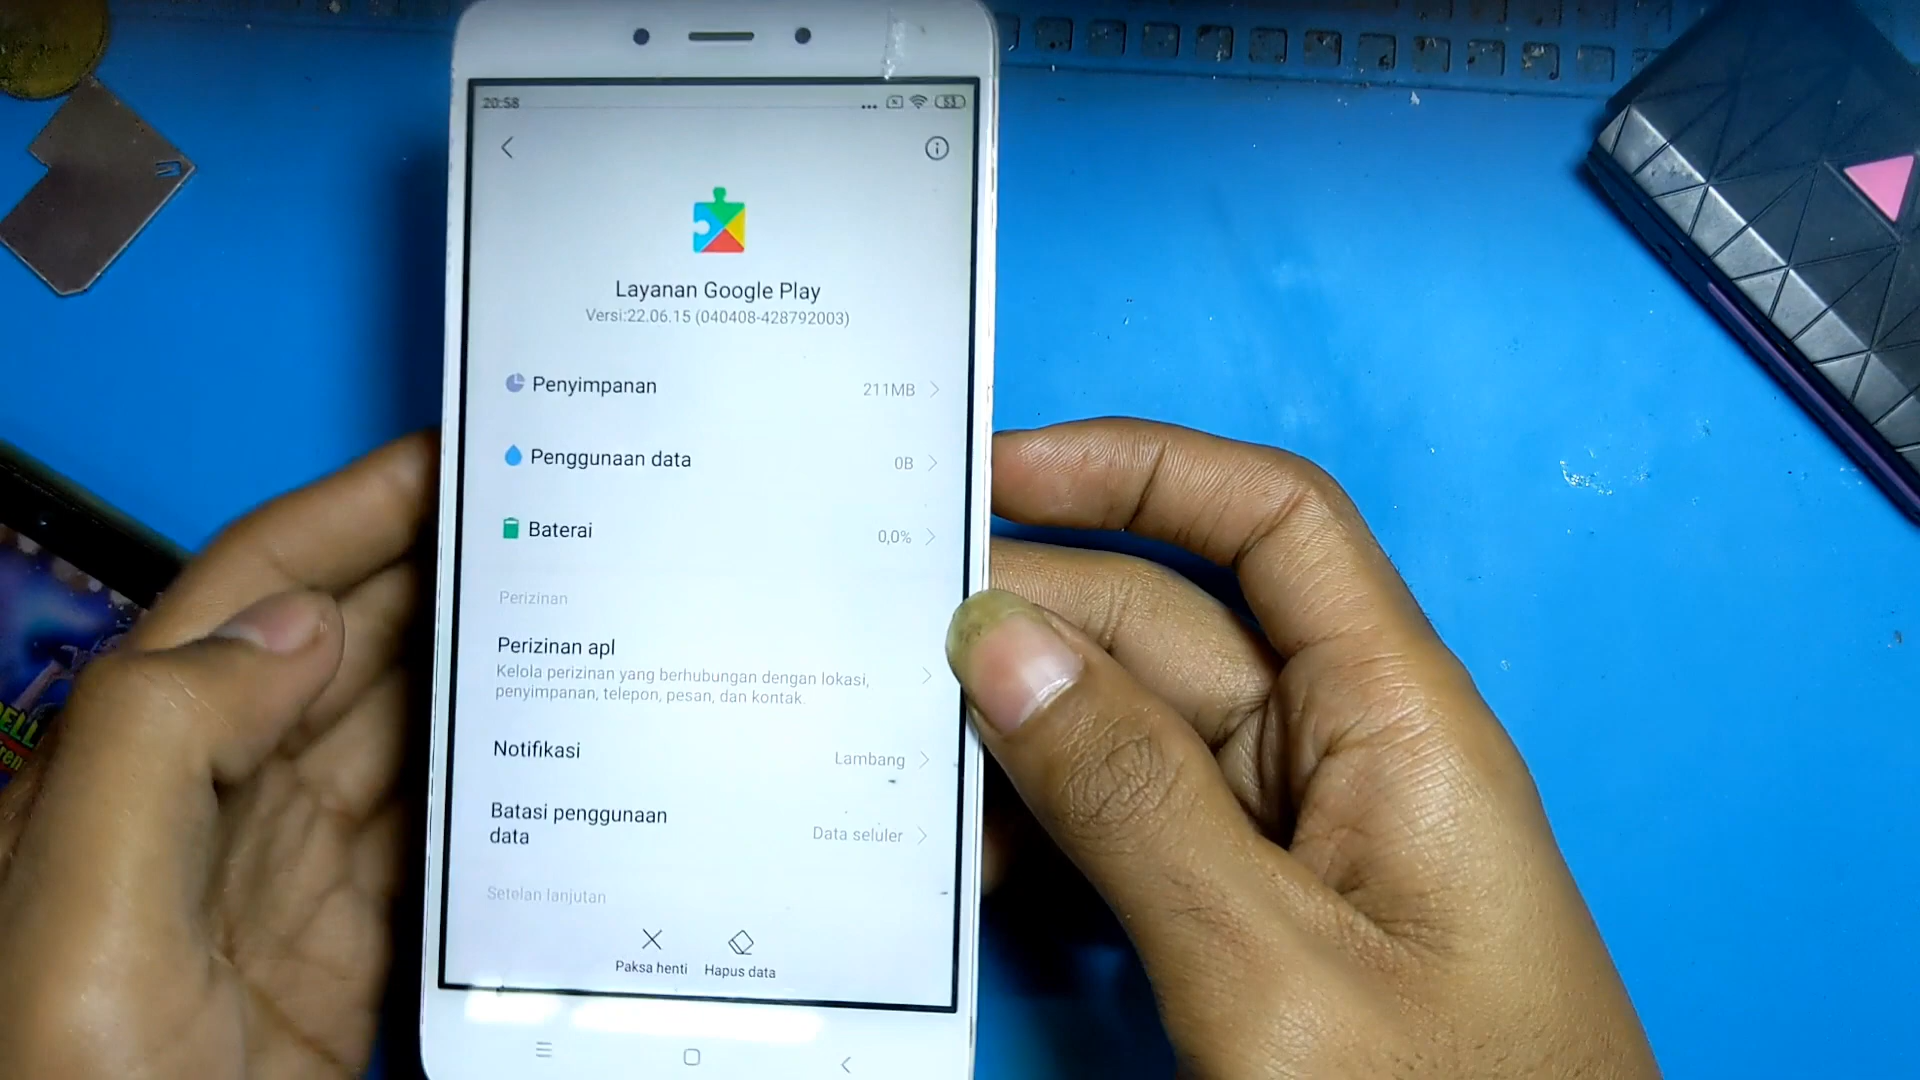 20:58
53
Layanan Google Play
Versi:22.06.15 (040408-428792003)
Penyimpanan 211MB
Penggunaan data 0B
Baterai 0,0%
Perizinan
Perizinan apl
Kelola perizinan yang berhubungan dengan lokasi,
penyimpanan, telepon, pesan, dan kontak.
Notifikasi Lambang
Batasi penggunaan
data Data seluler
Setelan lanjutan
Paksa henti Hapus data